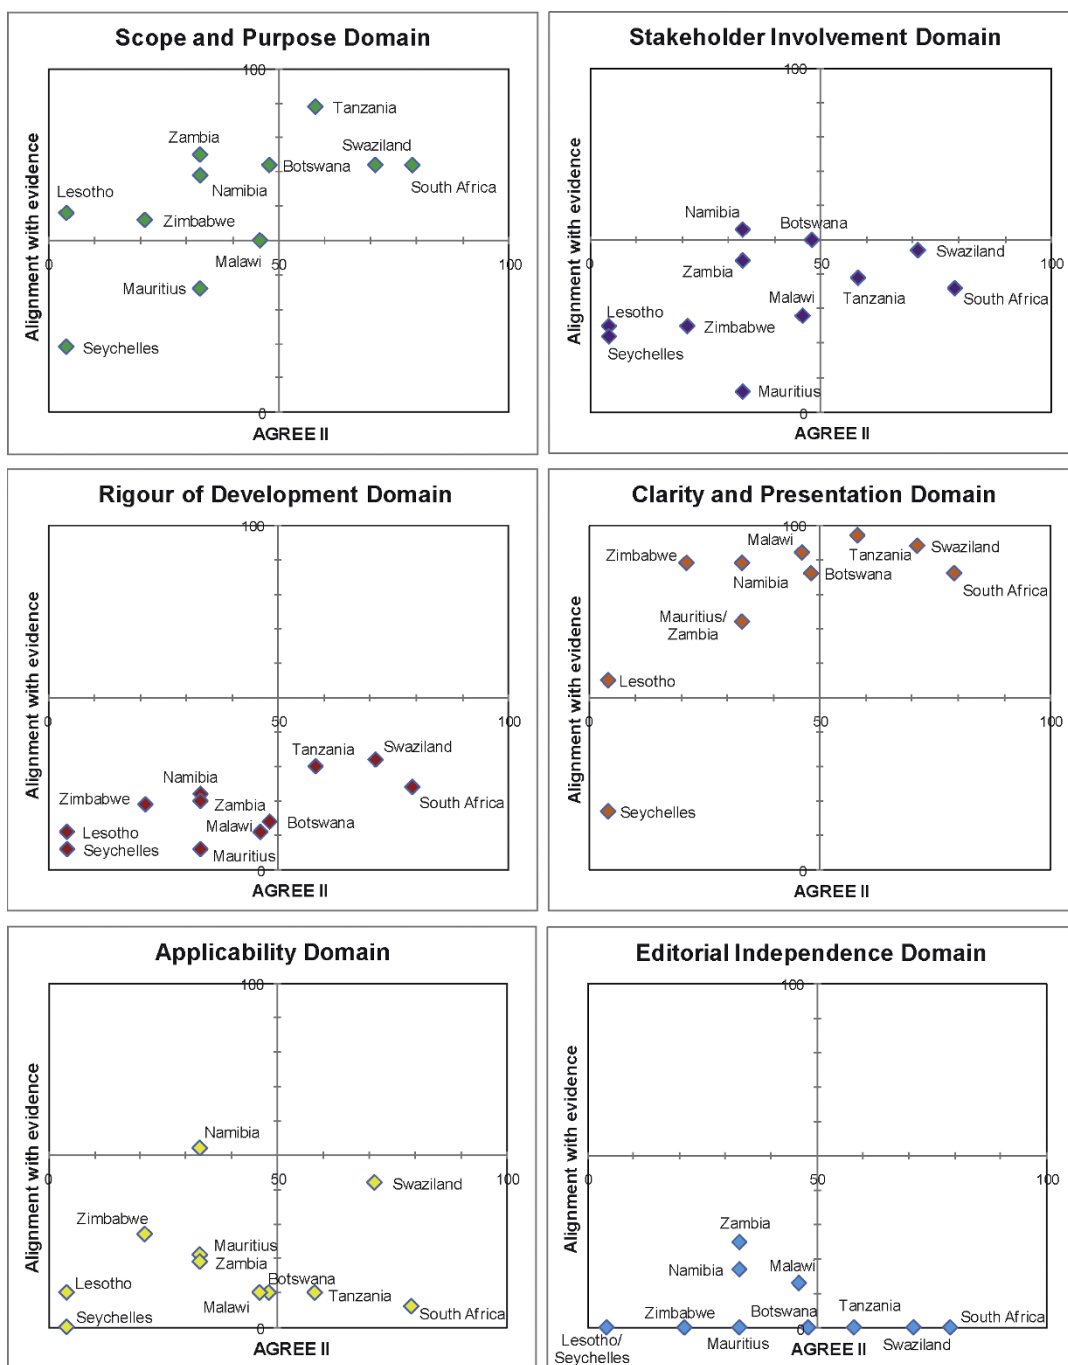 Scope and Purpose Domain
100
Alignment with evidence
Tanzania
Zambia
Swaziland
Botswana
Lesotho
Namibia
South Africa
Zimbabwe
0
50
100
Malawi
Mauritius
Seychelles
0
AGREE II
Stakeholder Involvement Domain
100
Alignment with evidence
Namibia
Botswana
Swaziland
0
50
100
Zambia
Malawi
Tanzania
South Africa
Lesotho
Zimbabwe
Seychelles
Mauritius
0
AGREE II
Rigour of Development Domain
100
Alignment with evidence
0
50
100
Tanzania
Swaziland
Namibia
Zimbabwe
Zambia
South Africa
Malawi
Botswana
Lesotho
Seychelles
Mauritius
0
AGREE II
Clarity and Presentation Domain
100
Alignment with evidence
Malawi
Zimbabwe
Tanzania
Swaziland
Namibia
Botswana
South Africa
Mauritius/
Zambia
Lesotho
0
50
100
Seychelles
0
AGREE II
Applicability Domain
100
Alignment with evidence
Namibia
0
50
100
Swaziland
Zimbabwe
Mauritius
Zambia
Lesotho
Botswana
Malawi
Tanzania
Seychelles
South Africa
0
AGREE II
Editorial Independence Domain
100
Alignment with evidence
0
50
100
Zambia
Namibia
Malawi
Zimbabwe
Botswana
Tanzania
South Africa
0
Lesotho/
Seychelles
Mauritius
Swaziland
AGREE II